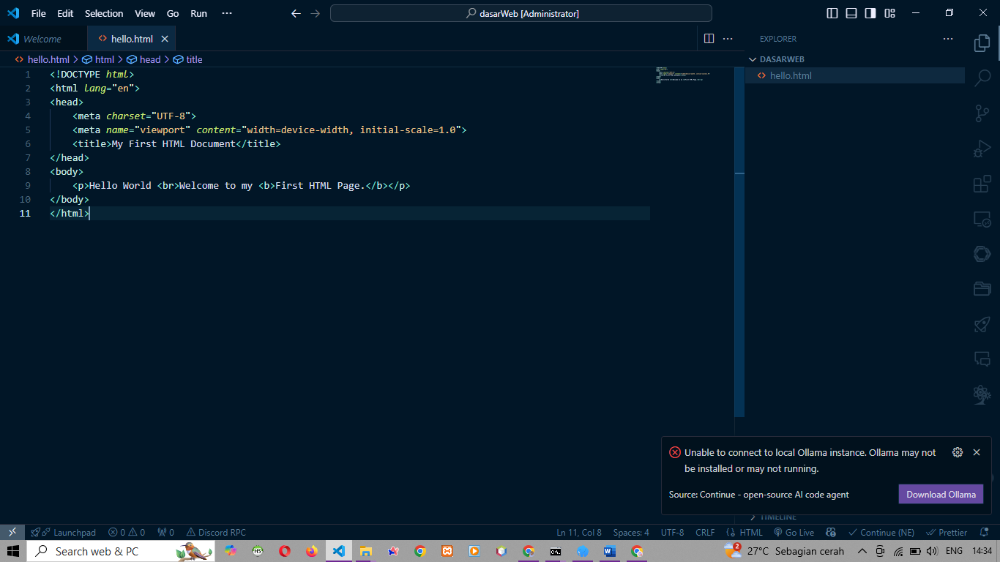 File Edit Selection View Go Run ··· dasarWeb [Administrator]
Welcome hello.html
hello.html > html > head > title
1 <!DOCTYPE html>
2 <html lang="en">
3 <head>
4 <meta charset="UTF-8">
5 <meta name="viewport" content="width=device-width, initial-scale=1.0">
6 <title>My First HTML Document</title>
7 </head>
8 <body>
9 <p>Hello World <br>Welcome to my <b>First HTML Page.</b></p>
10 </body>
11 </html>
EXPLORER
DASARWEB
hello.html
Unable to connect to local Ollama instance. Ollama may not
be installed or may not running.
Source: Continue - open-source AI code agent Download Ollama
TIMELINE
Launchpad 0 0 0 Discord RPC Ln 11, Col 8 Spaces: 4 UTF-8 CRLF {} HTML Go Live Continue (NE) Prettier
Search web & PC 2 27°C Sebagian cerah ENG 14:34